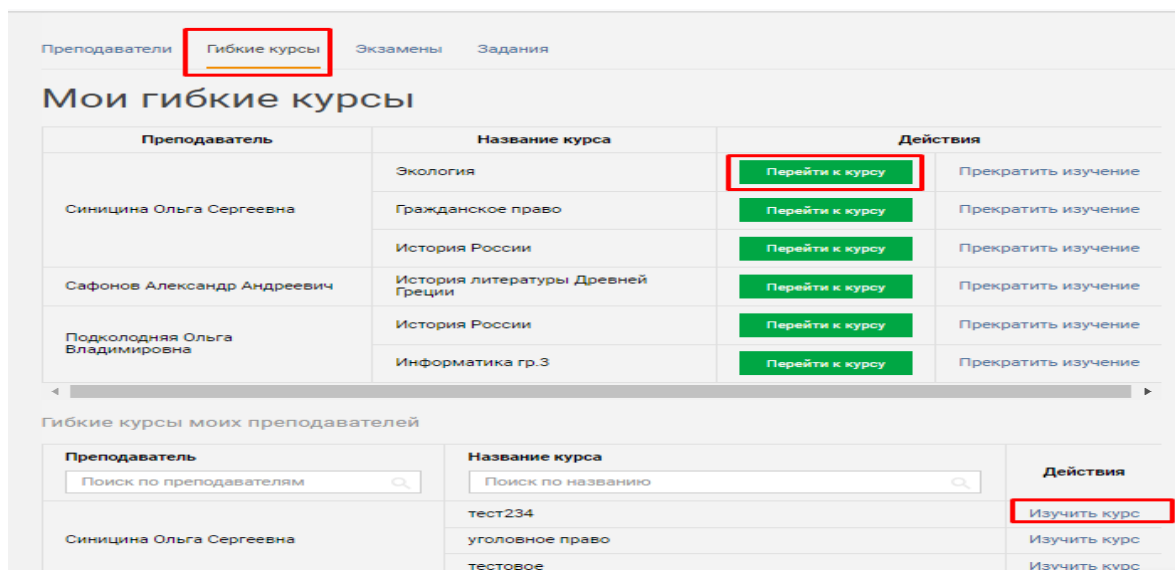 Преподаватели Гибкие курсы Экзамены Задания
Мои гибкие курсы
Преподаватель Название курса Действия
Экология Перейти к курсу Прекратить изучение
Синицина Ольга Сергеевна Гражданское право Перейти к курсу Прекратить изучение
История России Перейти к курсу Прекратить изучение
Сафонов Александр Андреевич История литературы Древней
Греции Перейти к курсу Прекратить изучение
История России Перейти к курсу Прекратить изучение
Подколодняя Ольга
Владимировна
Информатика гр.3 Перейти к курсу Прекратить изучение
Гибкие курсы моих преподавателей
Преподаватель Название курса Действия
Поиск по преподавателям Поиск по названию
тест234 Изучить курс
Синицина Ольга Сергеевна уголовное право Изучить курс
тестовое Изучить курс